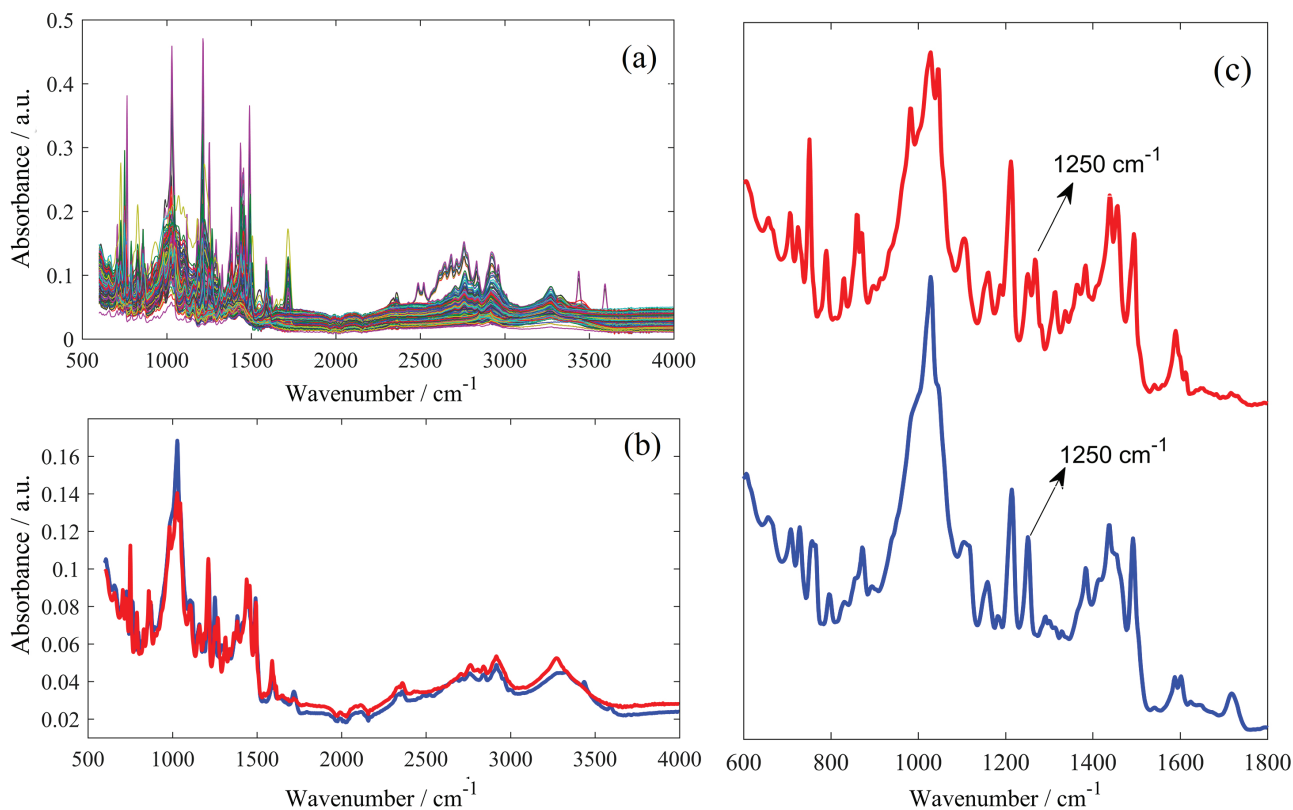 (a)
0.5
0.4
0.3
0.2
0.1
0
Absorbance / a.u.
500 1000 1500 2000 2500 3000 3500 4000
Wavenumber / cm⁻¹
(b)
0.16
0.14
0.12
0.1
0.08
0.06
0.04
0.02
Absorbance / a.u.
500 1000 1500 2000 2500 3000 3500 4000
Wavenumber / cm⁻¹
(c)
1250 cm⁻¹
1250 cm⁻¹
600 800 1000 1200 1400 1600 1800
Wavenumber / cm⁻¹